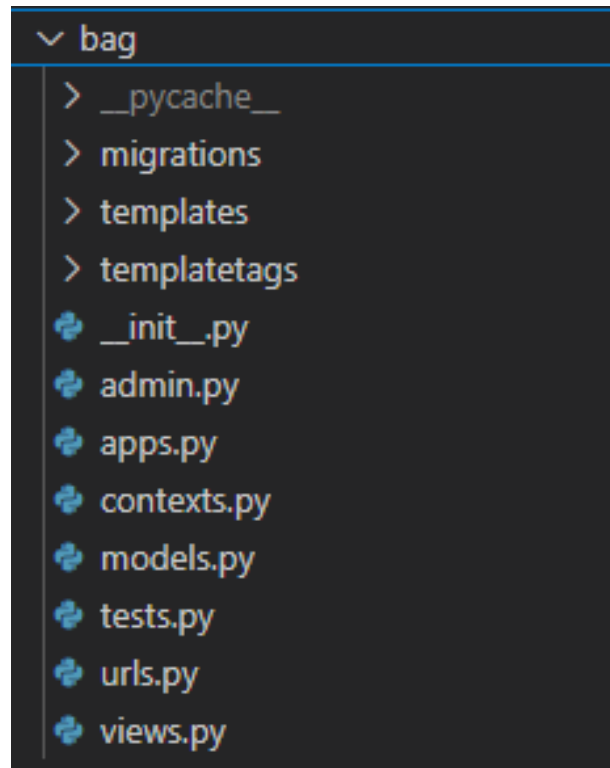 bag
__pycache__
migrations
templates
templatetags
__init__.py
admin.py
apps.py
contexts.py
models.py
tests.py
urls.py
views.py